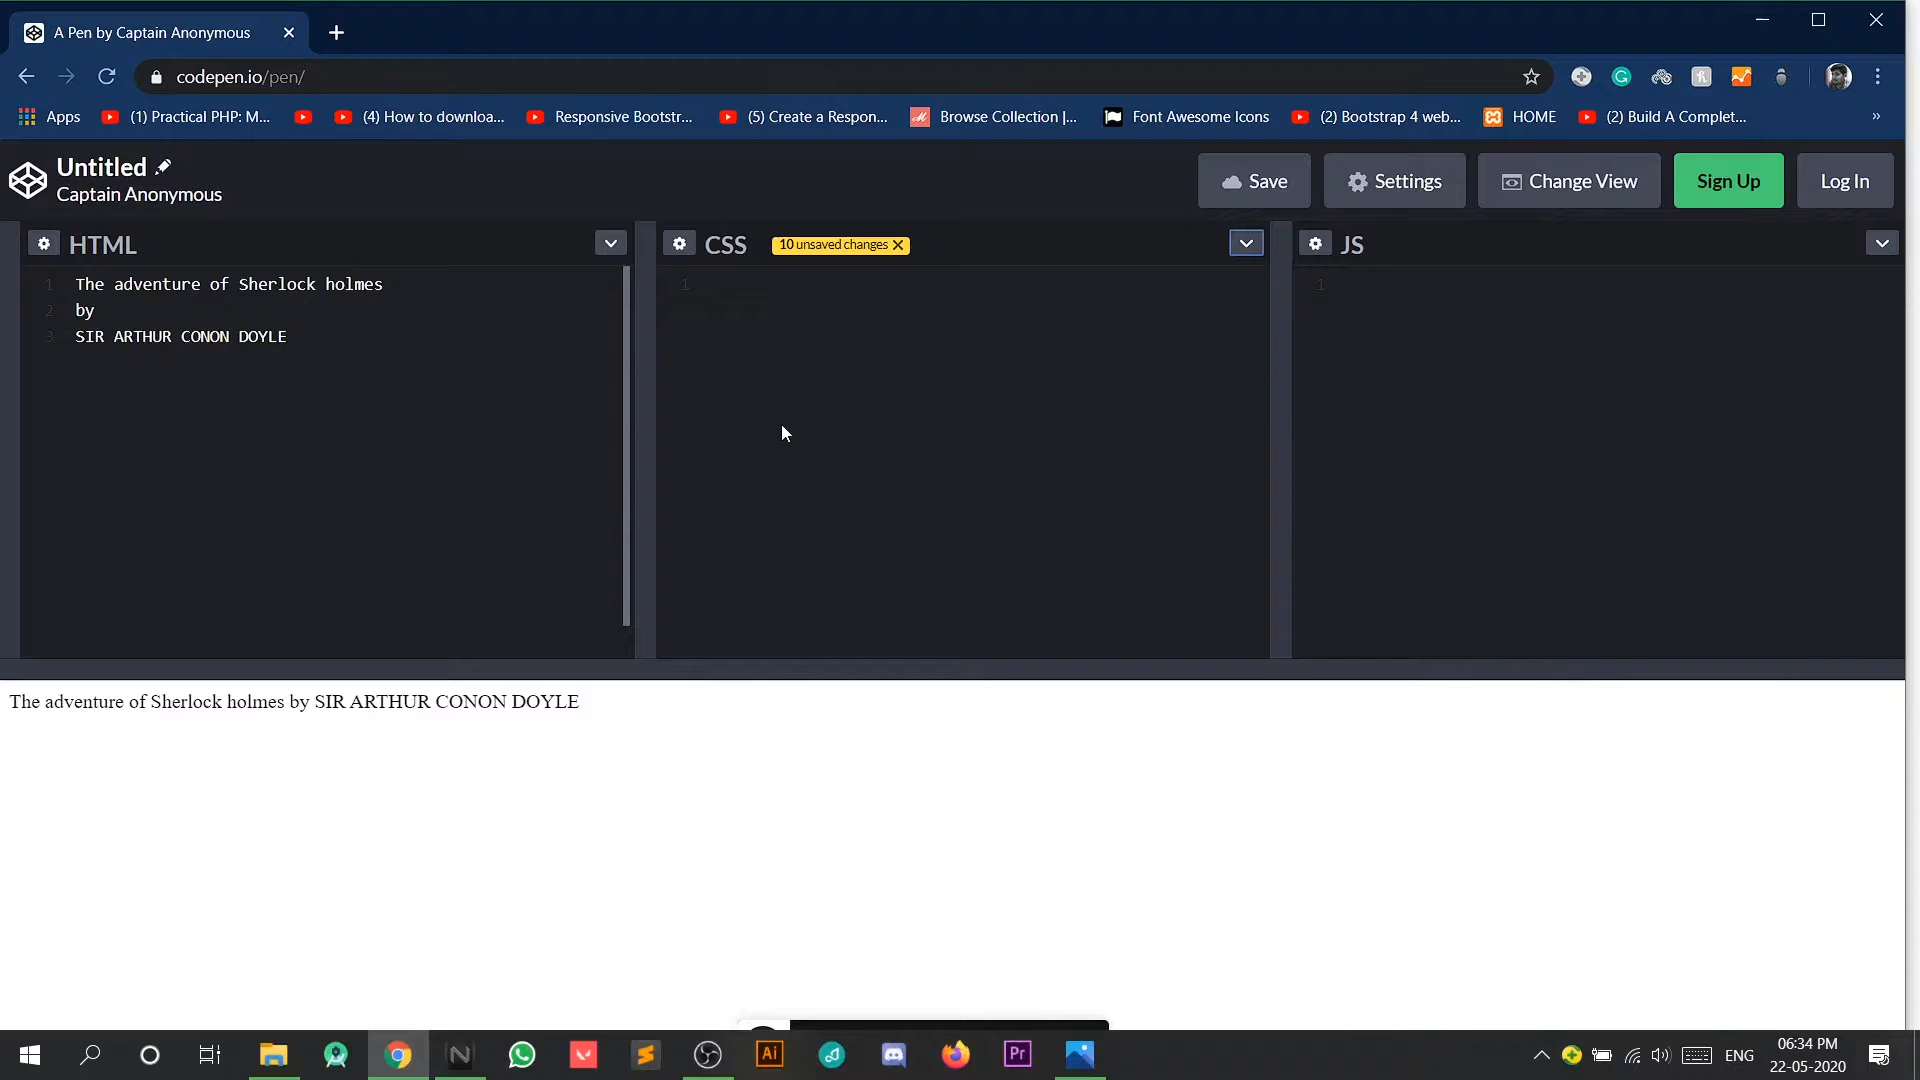 A Pen by Captain Anonymous
codepen.io/pen/
Apps
(1) Practical PHP: M...
(4) How to downloa...
Responsive Bootstr...
(5) Create a Respon...
Browse Collection |...
Font Awesome Icons
(2) Bootstrap 4 web...
HOME
(2) Build A Complet...
»
Untitled
Captain Anonymous
Save
Settings
Change View
Sign Up
Log In
HTML
CSS
10 unsaved changes
JS
1 The adventure of Sherlock holmes
2 by
3 SIR ARTHUR CONON DOYLE
1
1
The adventure of Sherlock holmes by SIR ARTHUR CONON DOYLE
Ai
Pr
ENG
06:34 PM
22-05-2020